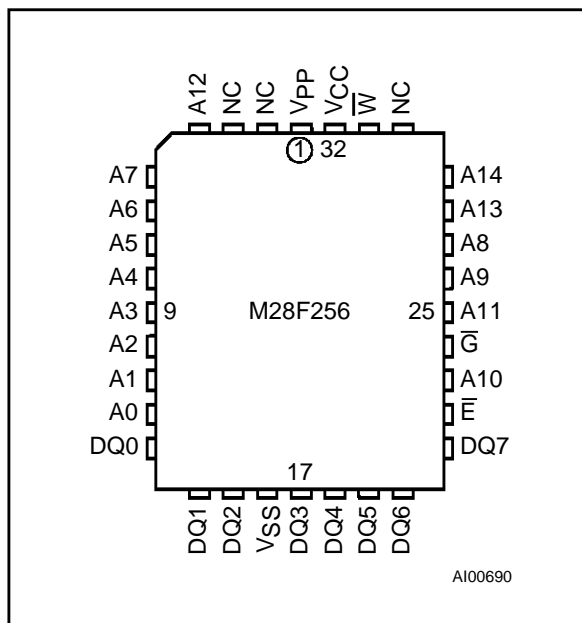 A12 NC NC VPP VCC W̅ NC
1 32
A7 A14
A6 A13
A5 A8
A4 A9
A3 9 M28F256 25 A11
A2 G̅
A1 A10
A0 E̅
DQ0 DQ7
17
DQ1 DQ2 VSS DQ3 DQ4 DQ5 DQ6
AI00690